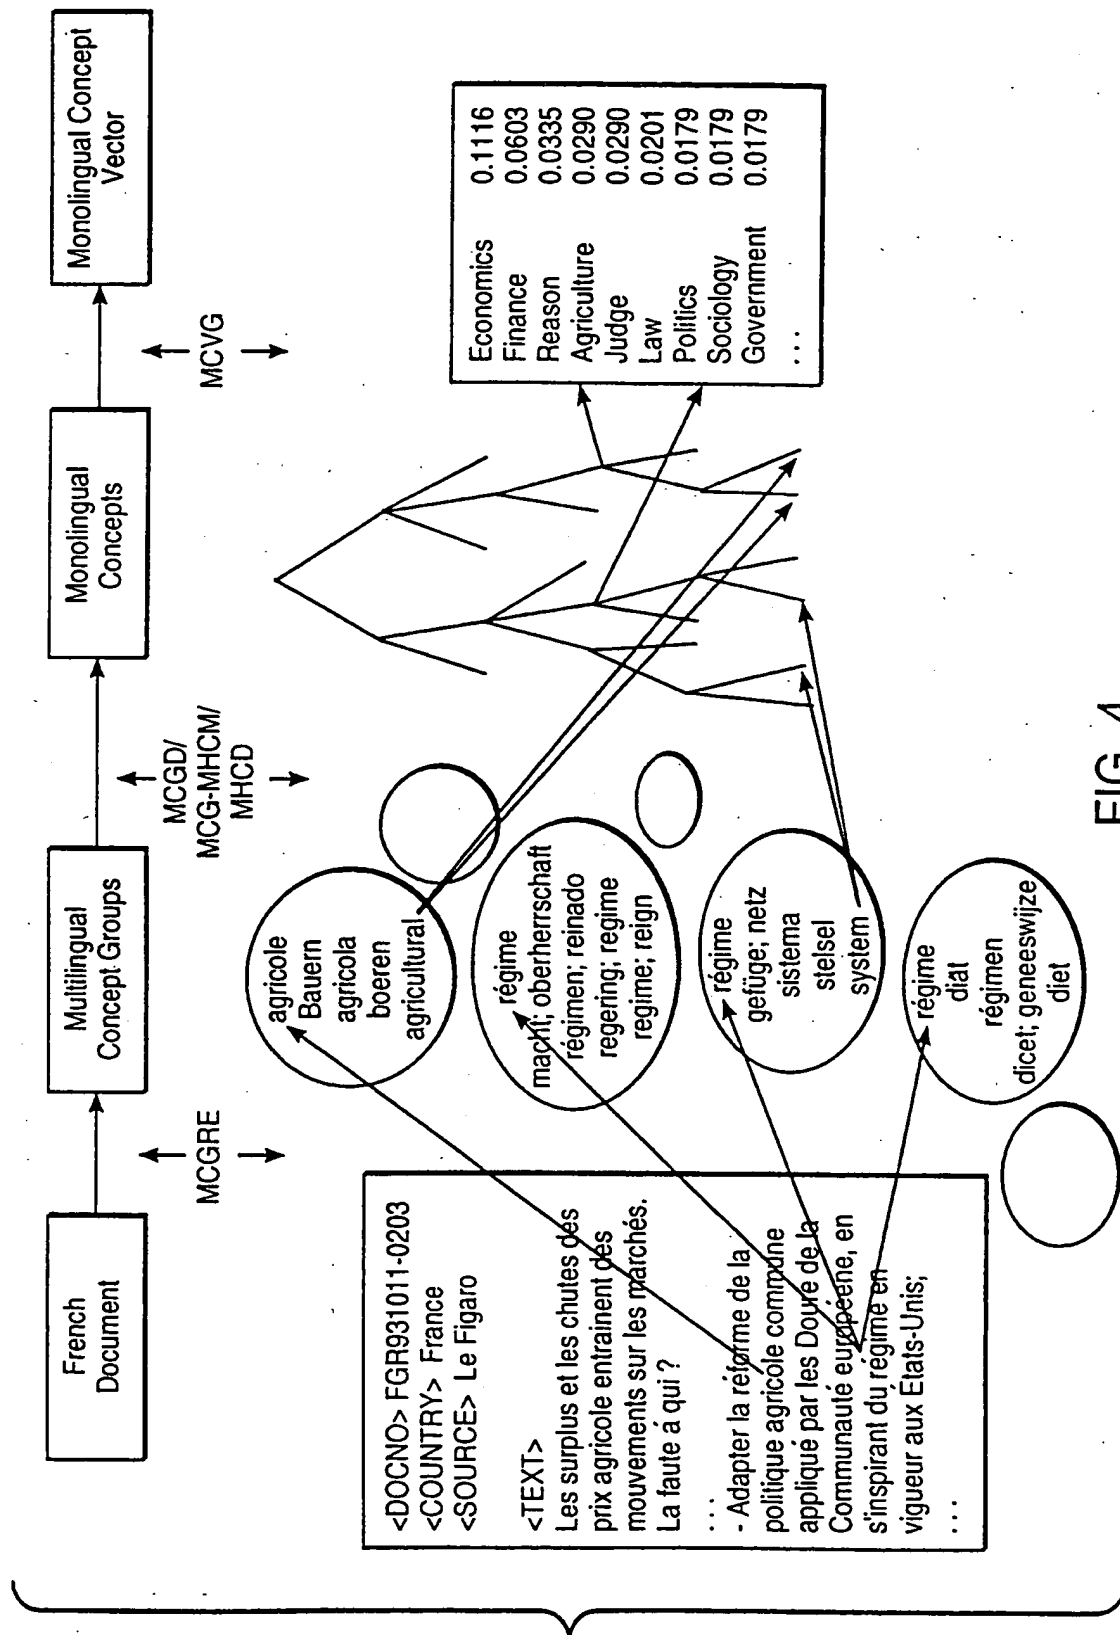 French
Document
Multilingual
Concept Groups
Monolingual
Concepts
Monolingual Concept
Vector
MCGRE
MCGD/
MCG-MHCM/
MHCD
MCVG
<DOCNO> FGR931011-0203
<COUNTRY> France
<SOURCE> Le Figaro
<TEXT>
Les surplus et les chutes des
prix agricole entrainent des
mouvements sur les marchés.
La faute á qui ?
...
- Adapter la réforme de la
politique agricole commune
appliqué par les Doure de la
Communauté européene, en
s'inspirant du régime en
vigueur aux Etats-Unis;
...
agricole
Bauern
agricola
boeren
agricultural
régime
macht; oberherrschaft
régimen; reinado
regering; regime
regime; reign
régime
gefüge; netz
sistema
stelsel
system
régime
diät
régimen
dicet; geneeswijze
diet
Economics 0.1116
Finance 0.0603
Reason 0.0335
Agriculture 0.0290
Judge 0.0290
Law 0.0201
Politics 0.0179
Sociology 0.0179
Government 0.0179
...
FIG. 4